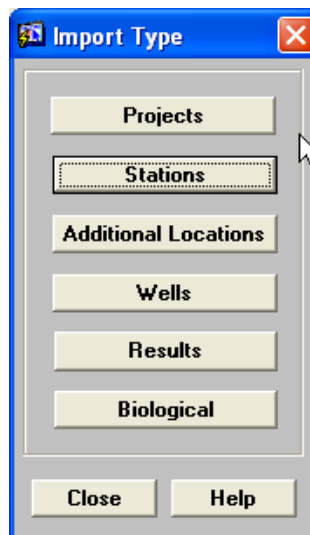 Import Type
Projects
Stations
Additional Locations
Wells
Results
Biological
Close Help